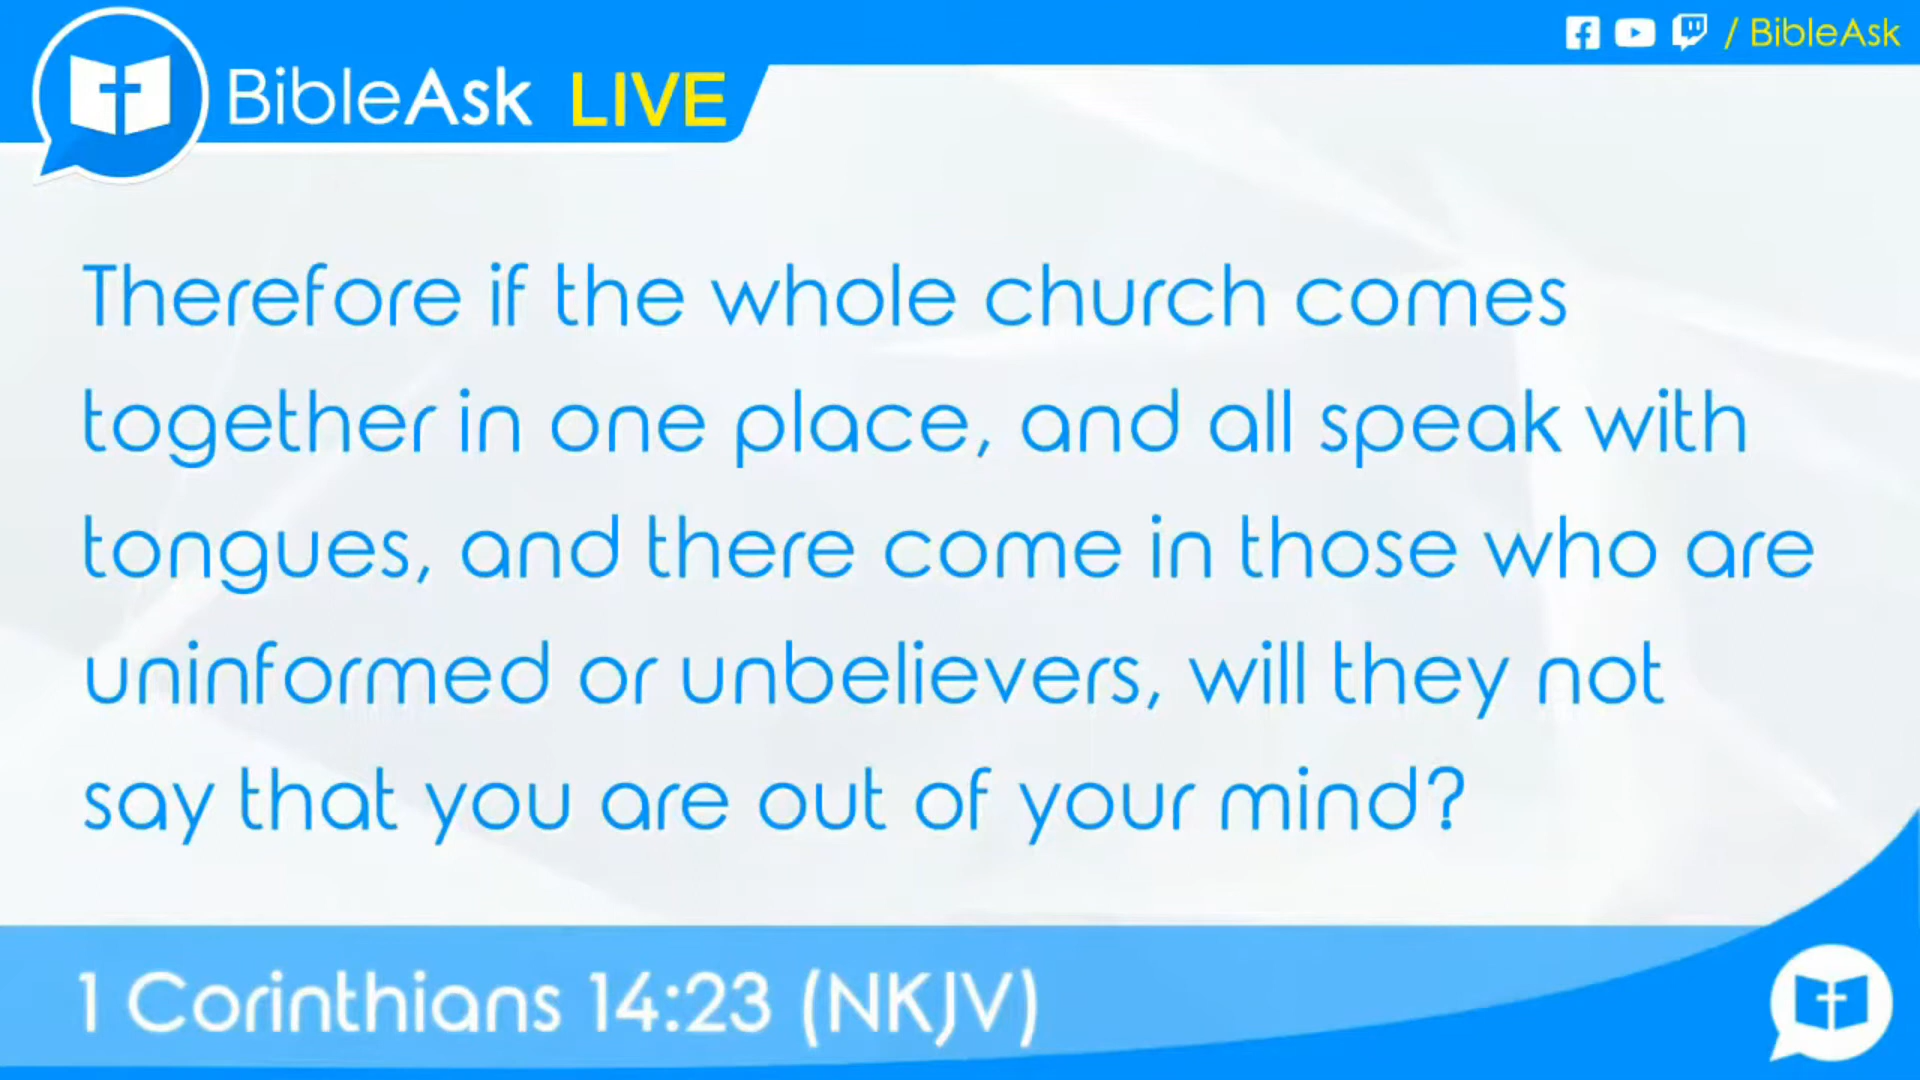 / BibleAsk
BibleAsk LIVE
Therefore if the whole church comes
together in one place, and all speak with
tongues, and there come in those who are
uninformed or unbelievers, will they not
say that you are out of your mind?
1 Corinthians 14:23 (NKJV)